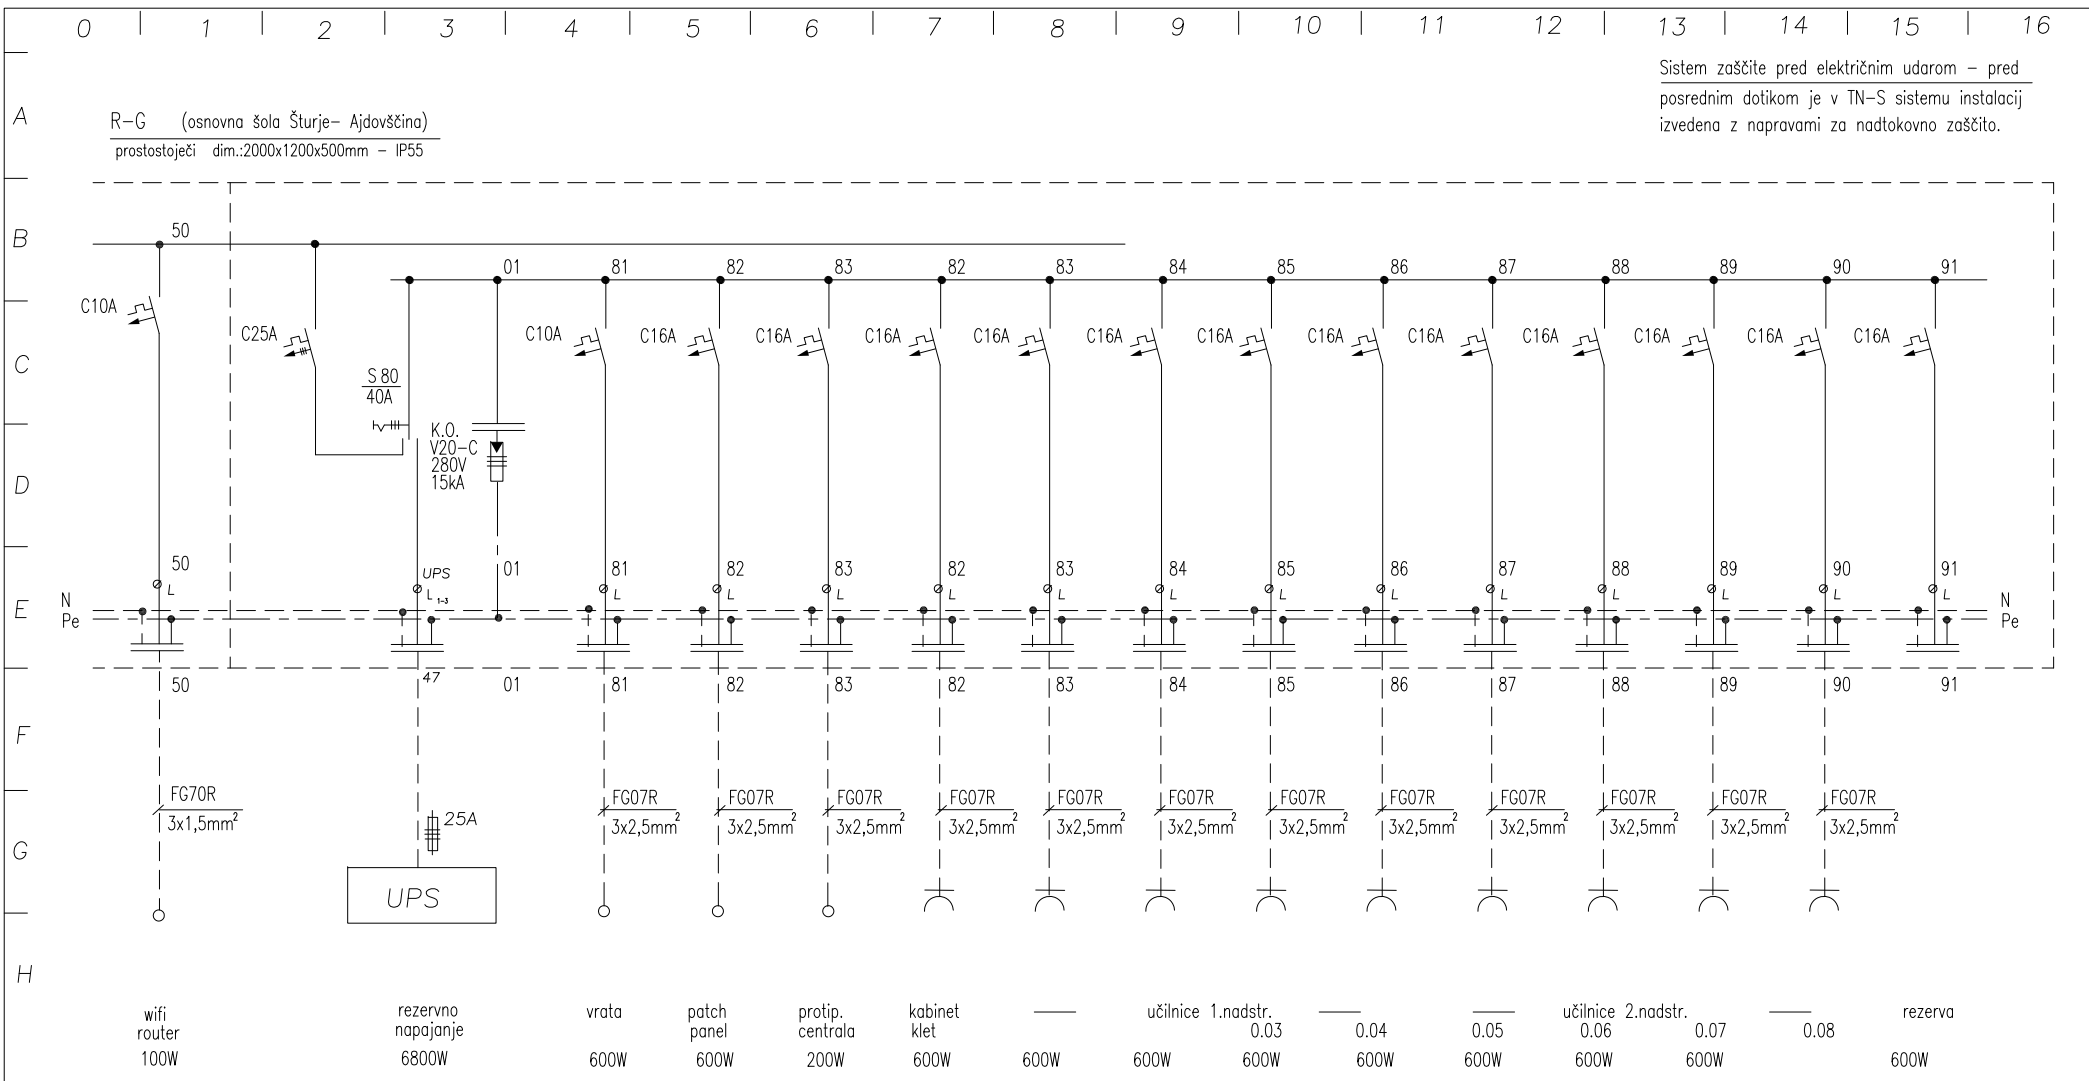 0 1 2 3 4 5 6 7 8 9 10 11 12 13 14 15 16
Sistem zaščite pred električnim udarom – pred
posrednim dotikom je v TN-S sistemu instalacij
izvedena z napravami za nadtokovno zaščito.
A
R-G (osnovna šola Šturje- Ajdovščina)
prostostoječi dim.:2000x1200x500mm – IP55
B
50
01 81 82 83 82 83 84 85 86 87 88 89 90 91
C
C10A
C25A C10A C16A C16A C16A C16A C16A C16A C16A C16A C16A C16A C16A C16A
S 80
40A
D
K.O.
V20-C
280V
15kA
E
50 UPS 01 81 82 83 82 83 84 85 86 87 88 89 90 91
L L 1-3 L L L L L L L L L L L L L
N N
Pe Pe
50 47 01 81 82 83 82 83 84 85 86 87 88 89 90 91
F
FG70R FG07R FG07R FG07R FG07R FG07R FG07R FG07R FG07R FG07R FG07R FG07R FG07R
3x1,5mm² 25A 3x2,5mm² 3x2,5mm² 3x2,5mm² 3x2,5mm² 3x2,5mm² 3x2,5mm² 3x2,5mm² 3x2,5mm² 3x2,5mm² 3x2,5mm² 3x2,5mm² 3x2,5mm²
G
UPS
H
wifi rezervno vrata patch protip. kabinet učilnice 1.nadstr. učilnice 2.nadstr. rezerva
router napajanje panel centrala klet 0.03 0.04 0.05 0.06 0.07 0.08
100W 6800W 600W 600W 200W 600W 600W 600W 600W 600W 600W 600W 600W 600W